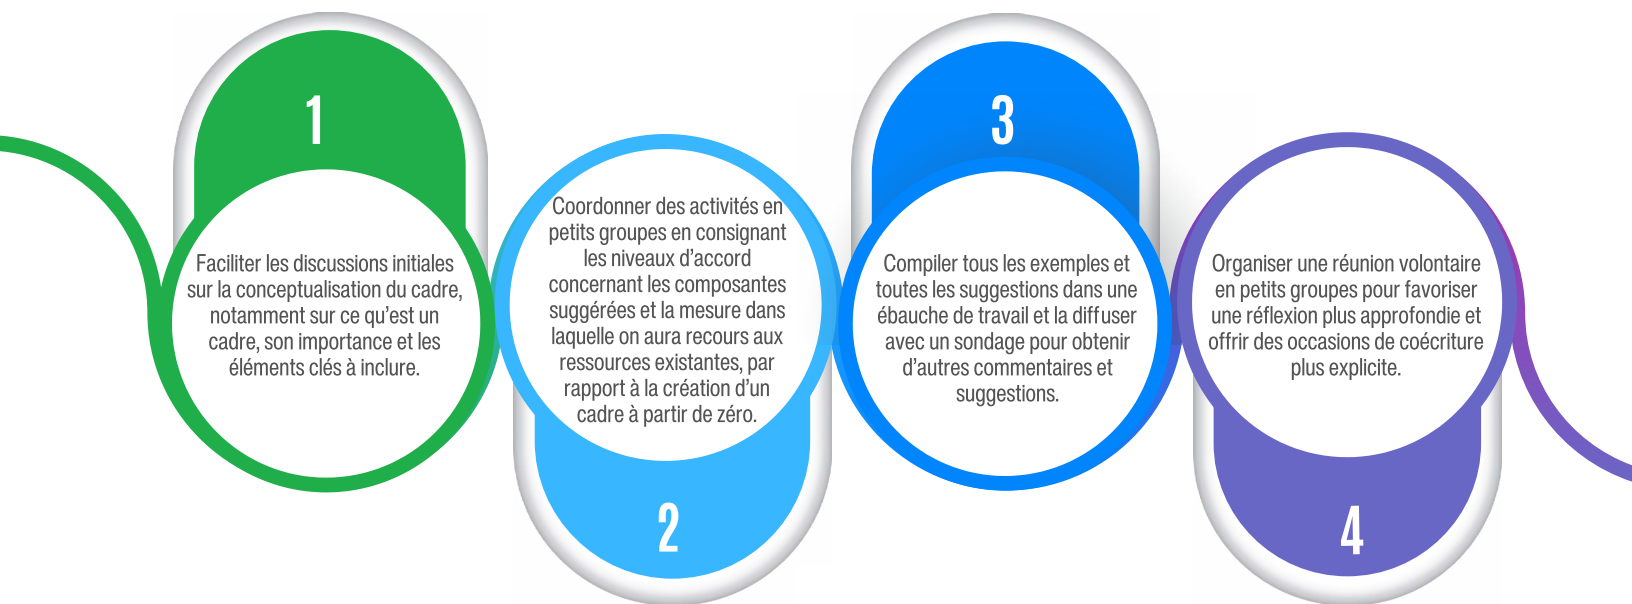 1
Faciliter les discussions initiales
sur la conceptualisation du cadre,
notamment sur ce qu'est un
cadre, son importance et les
éléments clés à inclure.
Coordonner des activités en
petits groupes en consignant
les niveaux d'accord
concernant les composantes
suggérées et la mesure dans
laquelle on aura recours aux
ressources existantes, par
rapport à la création d'un
cadre à partir de zéro.
2
3
Compiler tous les exemples et
toutes les suggestions dans une
ébauche de travail et la diffuser
avec un sondage pour obtenir
d'autres commentaires et
suggestions.
Organiser une réunion volontaire
en petits groupes pour favoriser
une réflexion plus approfondie et
offrir des occasions de coécriture
plus explicite.
4